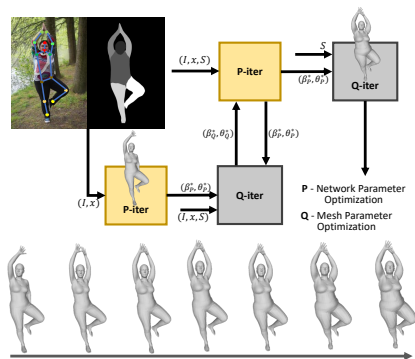 (I, x, S)
P-iter
S
(β*P, θ*P)
Q-iter
(β*Q, θ*Q)
(β*P, θ*P)
(I, x)
P-iter
(β*P, θ*P)
(I, x, S)
Q-iter
P - Network Parameter
Optimization
Q - Mesh Parameter
Optimization